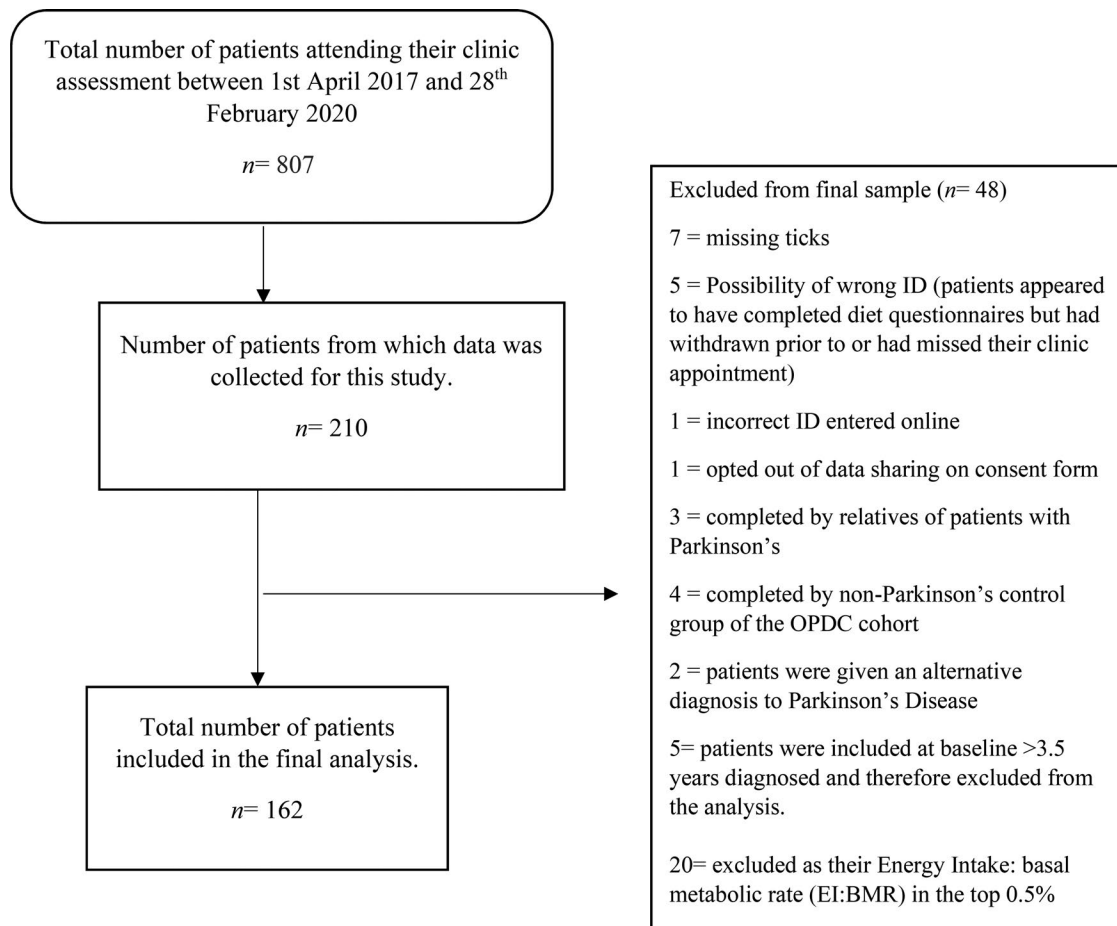 Total number of patients attending their clinic
assessment between 1st April 2017 and 28th
February 2020
n= 807
Number of patients from which data was
collected for this study.
n= 210
Total number of patients
included in the final analysis.
n= 162
Excluded from final sample (n= 48)
7 = missing ticks
5 = Possibility of wrong ID (patients appeared
to have completed diet questionnaires but had
withdrawn prior to or had missed their clinic
appointment)
1 = incorrect ID entered online
1 = opted out of data sharing on consent form
3 = completed by relatives of patients with
Parkinson’s
4 = completed by non-Parkinson’s control
group of the OPDC cohort
2 = patients were given an alternative
diagnosis to Parkinson’s Disease
5= patients were included at baseline >3.5
years diagnosed and therefore excluded from
the analysis.
20= excluded as their Energy Intake: basal
metabolic rate (EI:BMR) in the top 0.5%